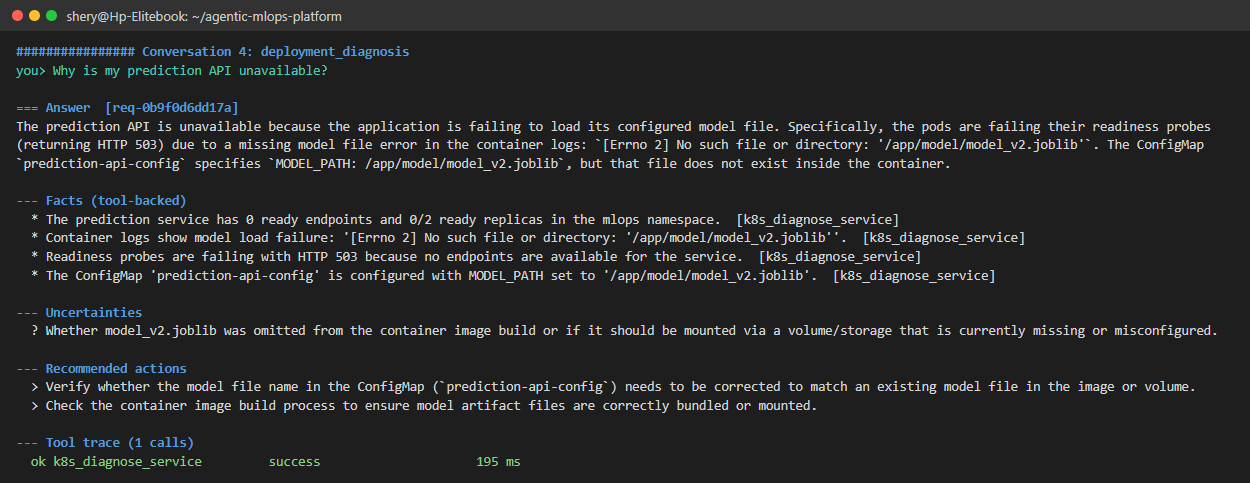 shery@Hp-Elitebook: ~/agentic-mlops-platform
################ Conversation 4: deployment_diagnosis
you> Why is my prediction API unavailable?
=== Answer  [req-0b9f0d6dd17a]
The prediction API is unavailable because the application is failing to load its configured model file. Specifically, the pods are failing their readiness probes
(returning HTTP 503) due to a missing model file error in the container logs: `[Errno 2] No such file or directory: '/app/model/model_v2.joblib'`. The ConfigMap
`prediction-api-config` specifies `MODEL_PATH: /app/model/model_v2.joblib`, but that file does not exist inside the container.
--- Facts (tool-backed)
* The prediction service has 0 ready endpoints and 0/2 ready replicas in the mlops namespace.  [k8s_diagnose_service]
* Container logs show model load failure: '[Errno 2] No such file or directory: '/app/model/model_v2.joblib''.  [k8s_diagnose_service]
* Readiness probes are failing with HTTP 503 because no endpoints are available for the service.  [k8s_diagnose_service]
* The ConfigMap 'prediction-api-config' is configured with MODEL_PATH set to '/app/model/model_v2.joblib'.  [k8s_diagnose_service]
--- Uncertainties
? Whether model_v2.joblib was omitted from the container image build or if it should be mounted via a volume/storage that is currently missing or misconfigured.
--- Recommended actions
> Verify whether the model file name in the ConfigMap (`prediction-api-config`) needs to be corrected to match an existing model file in the image or volume.
> Check the container image build process to ensure model artifact files are correctly bundled or mounted.
--- Tool trace (1 calls)
ok k8s_diagnose_service         success                     195 ms